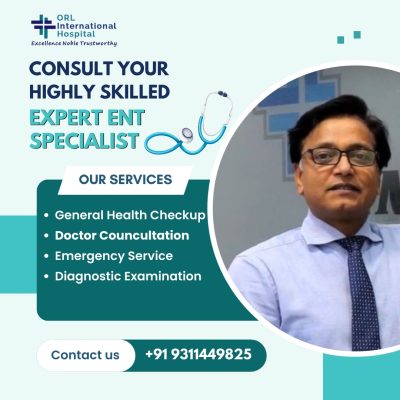 ORL
International
Hospital
Excellence Noble Trustworthy
CONSULT YOUR
HIGHLY SKILLED
EXPERT ENT
SPECIALIST
OUR SERVICES
General Health Checkup
Doctor Councultation
Emergency Service
Diagnostic Examination
Contact us
+91 9311449825